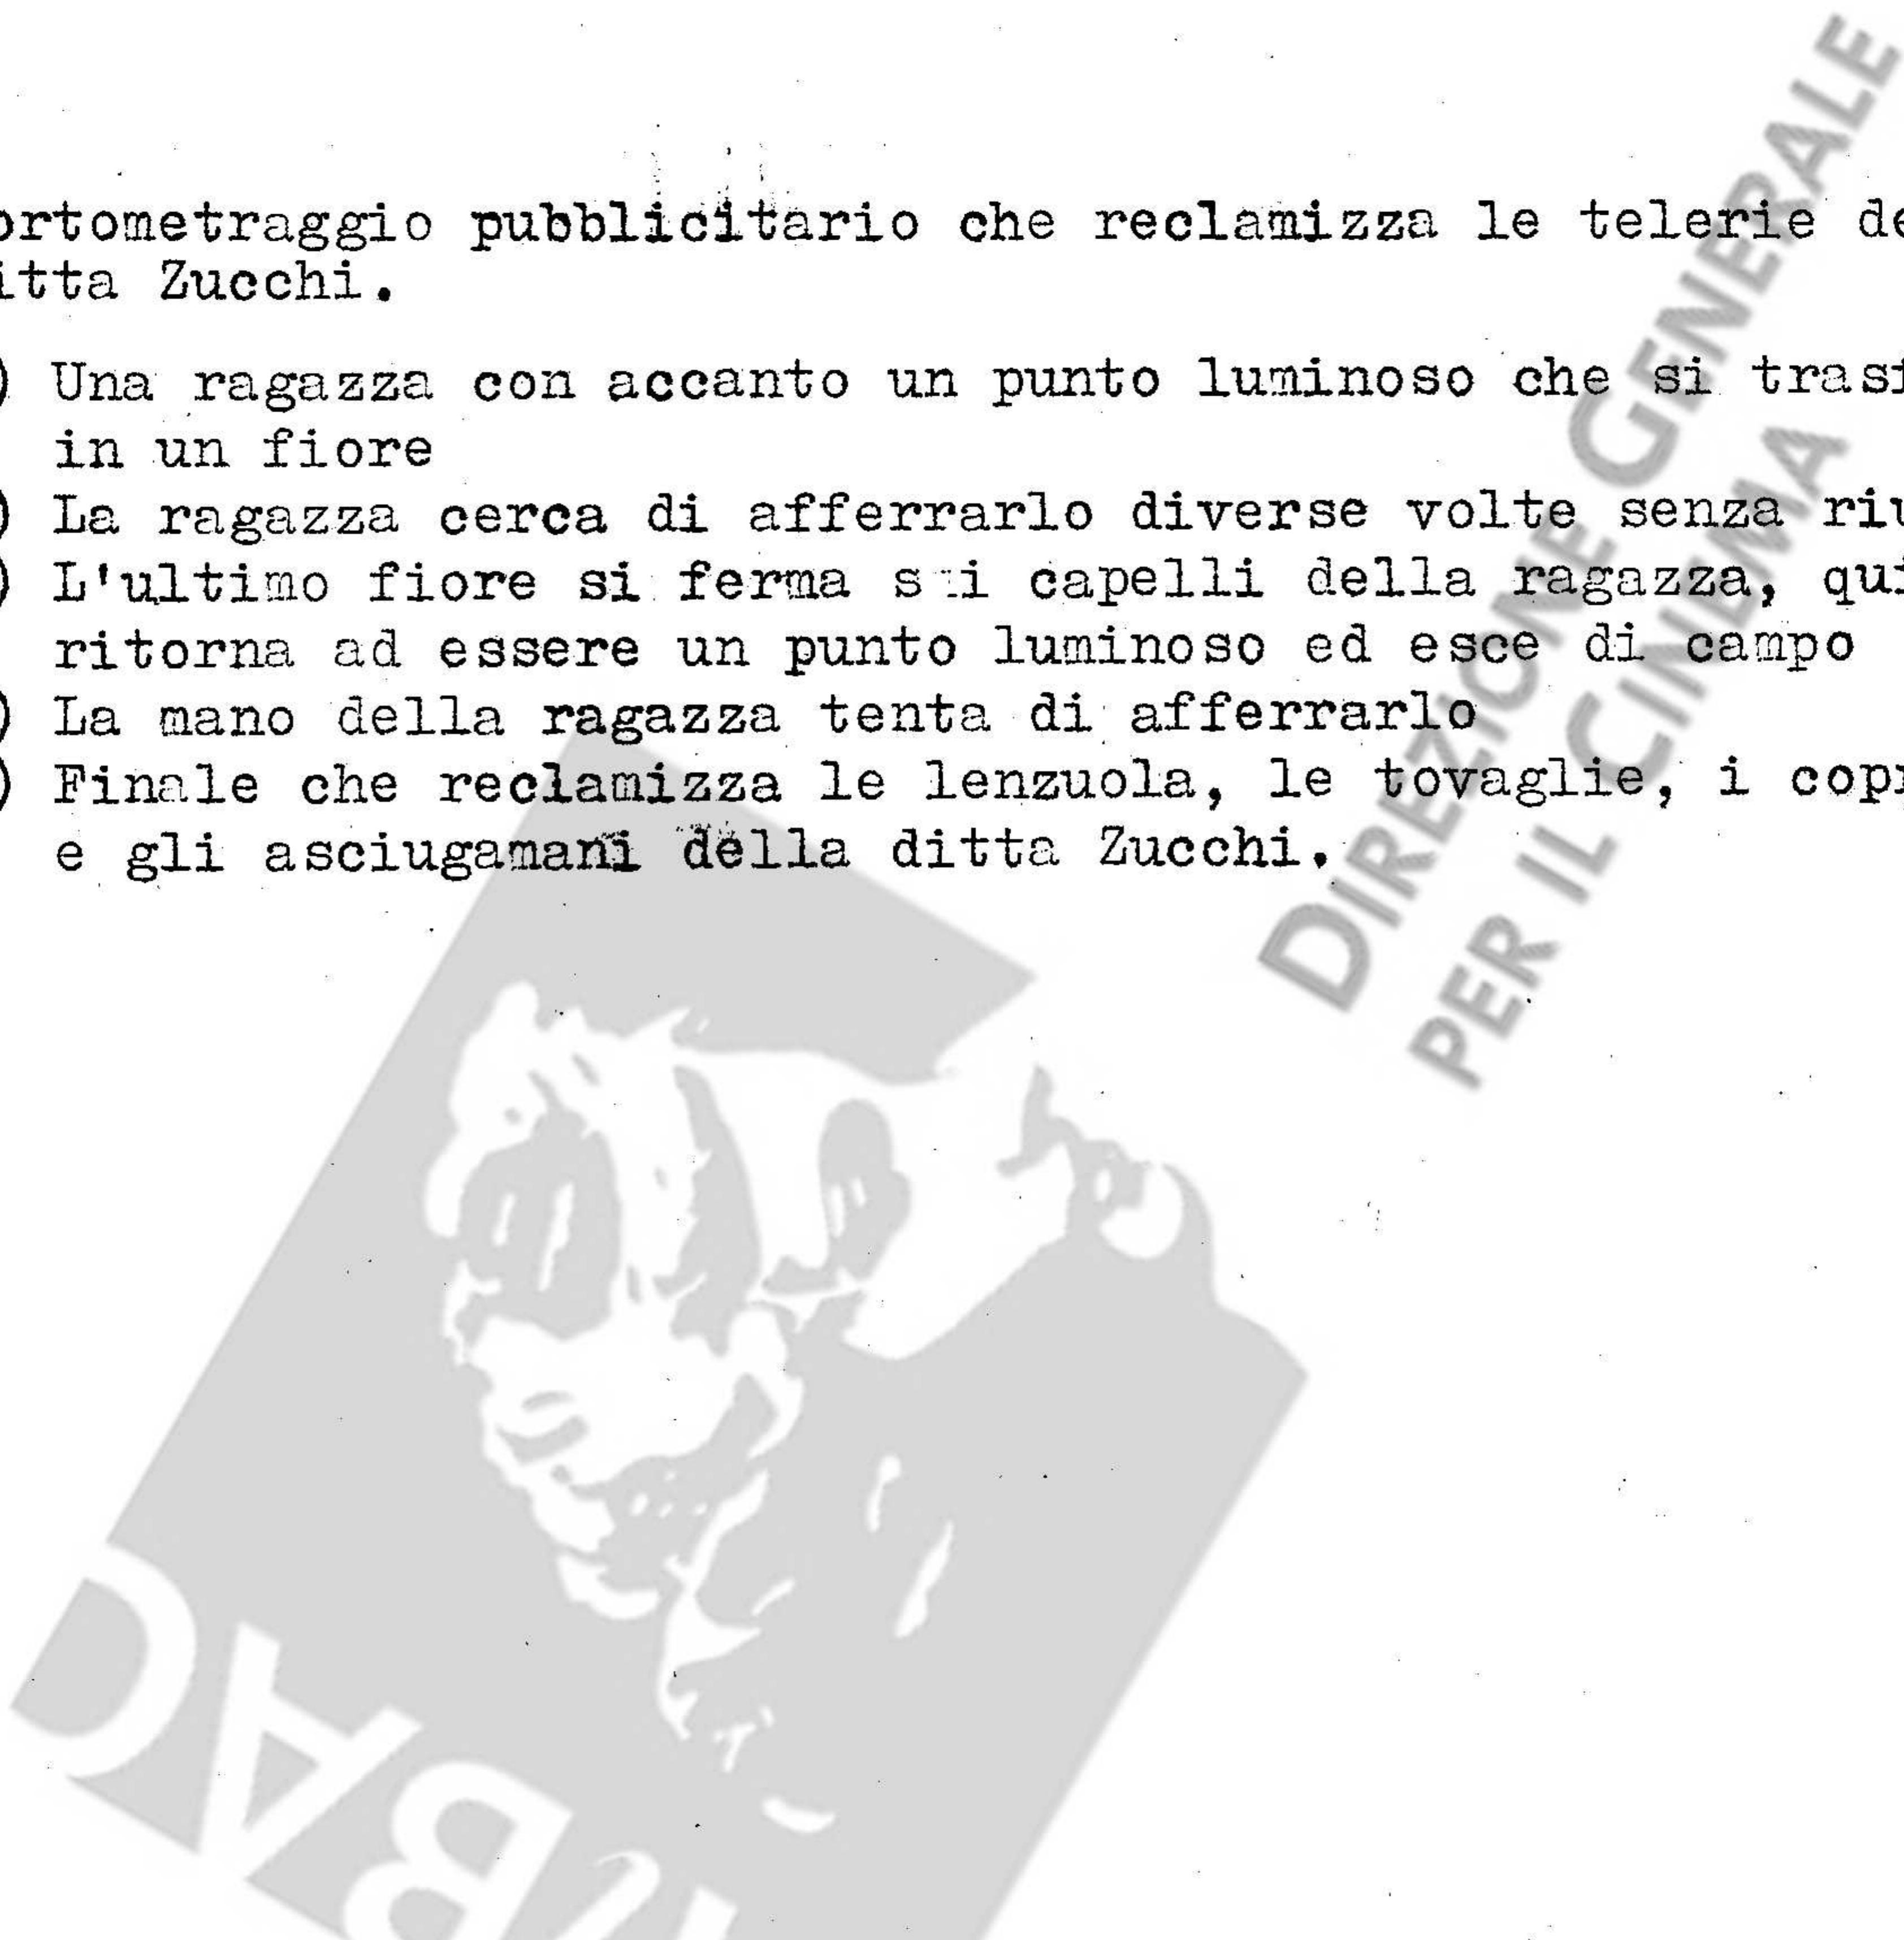 ortometraggio pubblicitario che reclamizza le telerie de
itta Zucchi.
) Una ragazza con accanto un punto luminoso che si trasf
in un fiore
) La ragazza cerca di afferrarlo diverse volte senza riu
) L'ultimo fiore si ferma s i capelli della ragazza, qui
ritorna ad essere un punto luminoso ed esce di campo
) La mano della ragazza tenta di afferrarlo
) Finale che reclamizza le lenzuola, le tovaglie, i copr
e gli asciugamani della ditta Zucchi.
DIREZIONE GENERALE
PER IL CINEMA
BAC